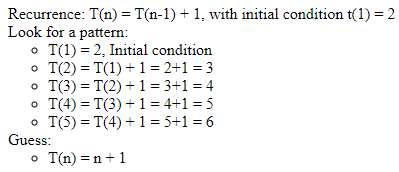 Recurrence: T(n) = T(n-1) + 1, with initial condition t(1) = 2
Look for a pattern:
o T(1) = 2, Initial condition
o T(2) = T(1) + 1 = 2+1 = 3
o T(3) = T(2) + 1 = 3+1 = 4
o T(4) = T(3) + 1 = 4+1 = 5
o T(5) = T(4) + 1 = 5+1 = 6
Guess:
o T(n) = n + 1